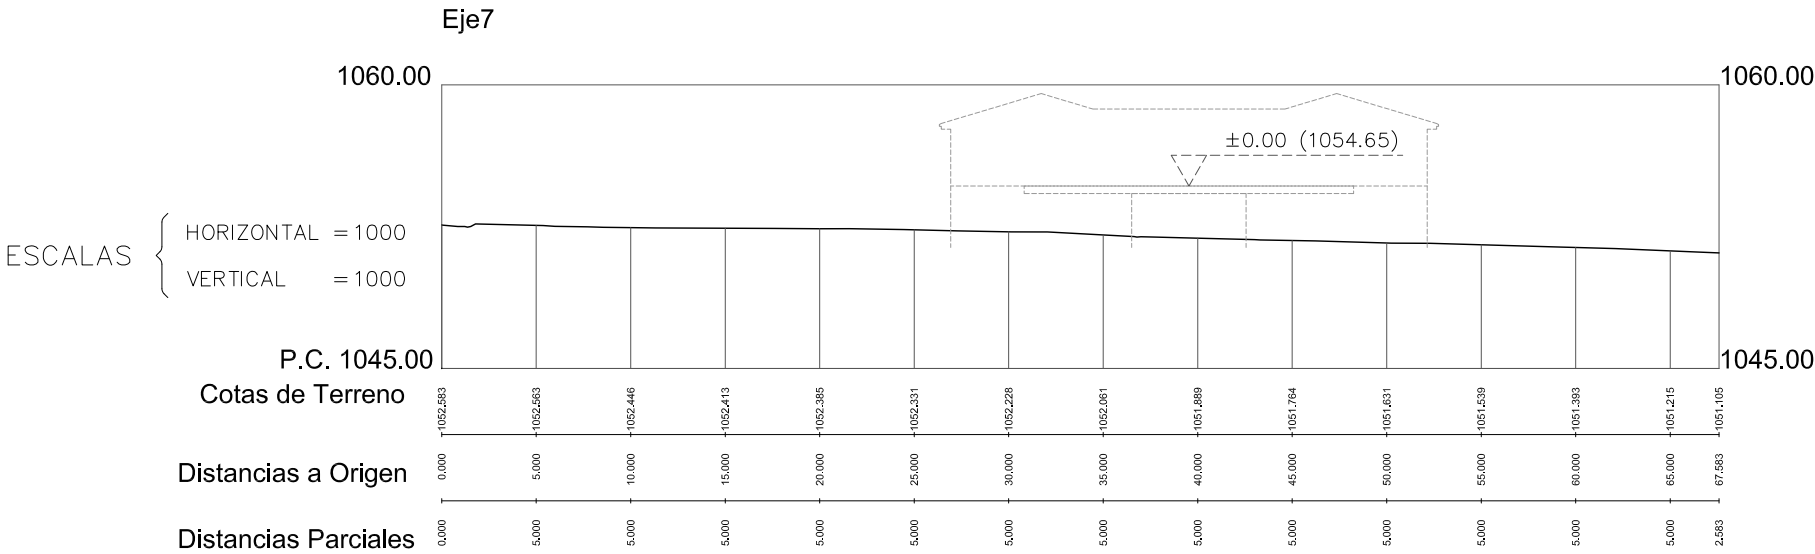 Eje7
1060.00 1060.00
±0.00 (1054.65)
ESCALAS
HORIZONTAL = 1000
VERTICAL = 1000
P.C. 1045.00 1045.00
Cotas de Terreno 1052.583 1052.563 1052.446 1052.413 1052.385 1052.331 1052.228 1052.061 1051.889 1051.764 1051.631 1051.539 1051.393 1051.215 1051.105
Distancias a Origen 0.000 5.000 10.000 15.000 20.000 25.000 30.000 35.000 40.000 45.000 50.000 55.000 60.000 65.000 67.583
Distancias Parciales 0.000 5.000 5.000 5.000 5.000 5.000 5.000 5.000 5.000 5.000 5.000 5.000 5.000 5.000 2.583